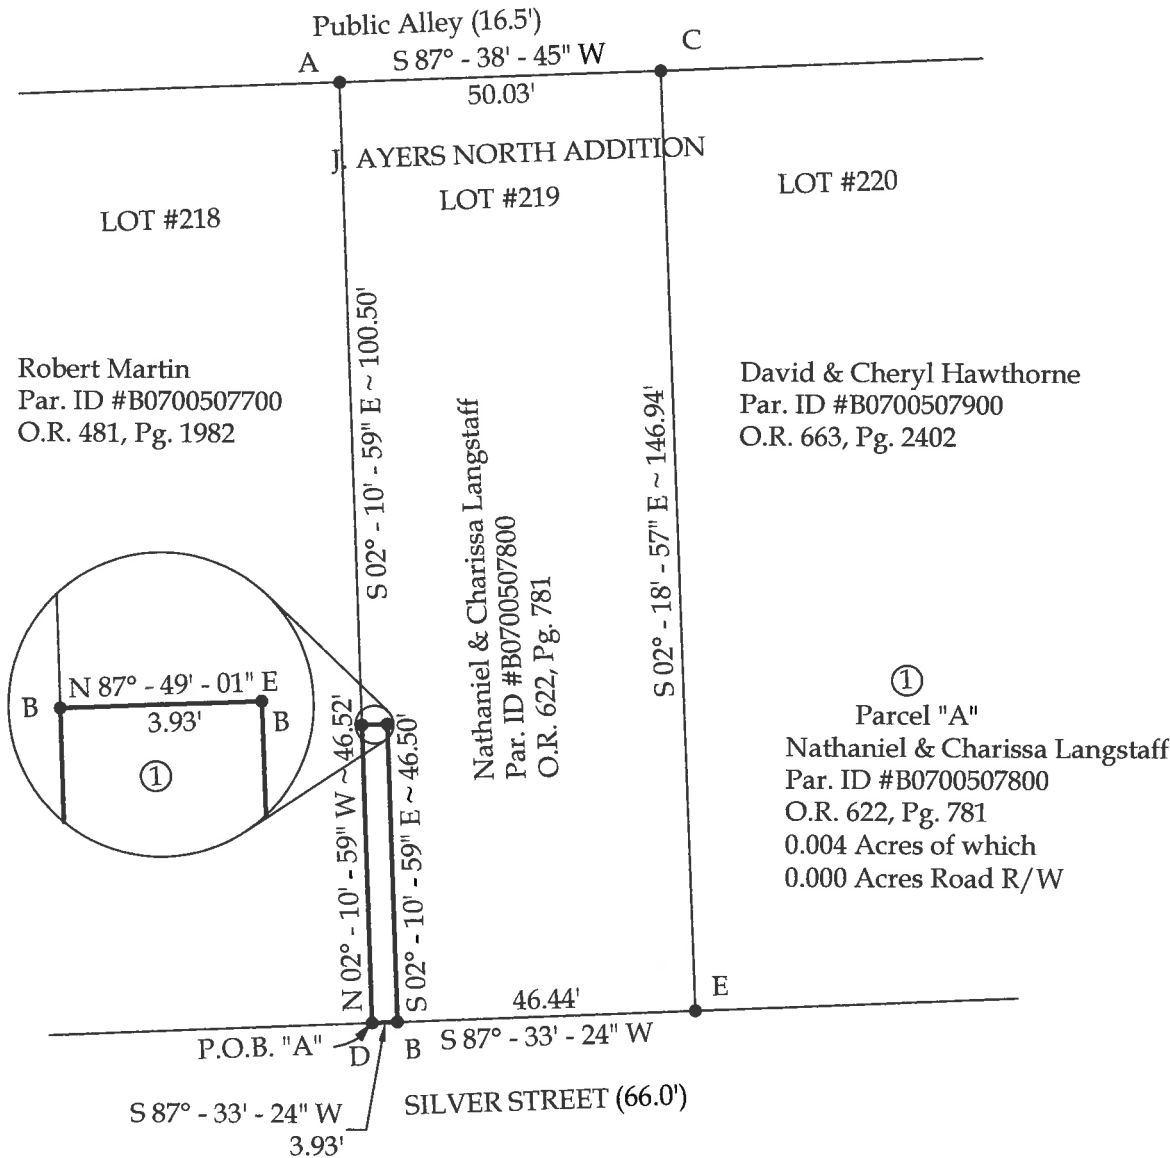 Public Alley (16.5')
A
S 87° - 38' - 45" W
C
50.03'
J. AYERS NORTH ADDITION
LOT #218
LOT #219
LOT #220
S 02° - 10' - 59" E ~ 100.50'
Robert Martin
Par. ID #B0700507700
O.R. 481, Pg. 1982
Nathaniel & Charissa Langstaff
Par. ID #B0700507800
O.R. 622, Pg. 781
S 02° - 18' - 57" E ~ 146.94'
David & Cheryl Hawthorne
Par. ID #B0700507900
O.R. 663, Pg. 2402
B
N 87° - 49' - 01" E
3.93'
B
1
N 02° - 10' - 59" W ~ 46.52'
S 02° - 10' - 59" E ~ 46.50'
1
Parcel "A"
Nathaniel & Charissa Langstaff
Par. ID #B0700507800
O.R. 622, Pg. 781
0.004 Acres of which
0.000 Acres Road R/W
46.44'
E
P.O.B. "A"
D
B
S 87° - 33' - 24" W
S 87° - 33' - 24" W
3.93'
SILVER STREET (66.0')